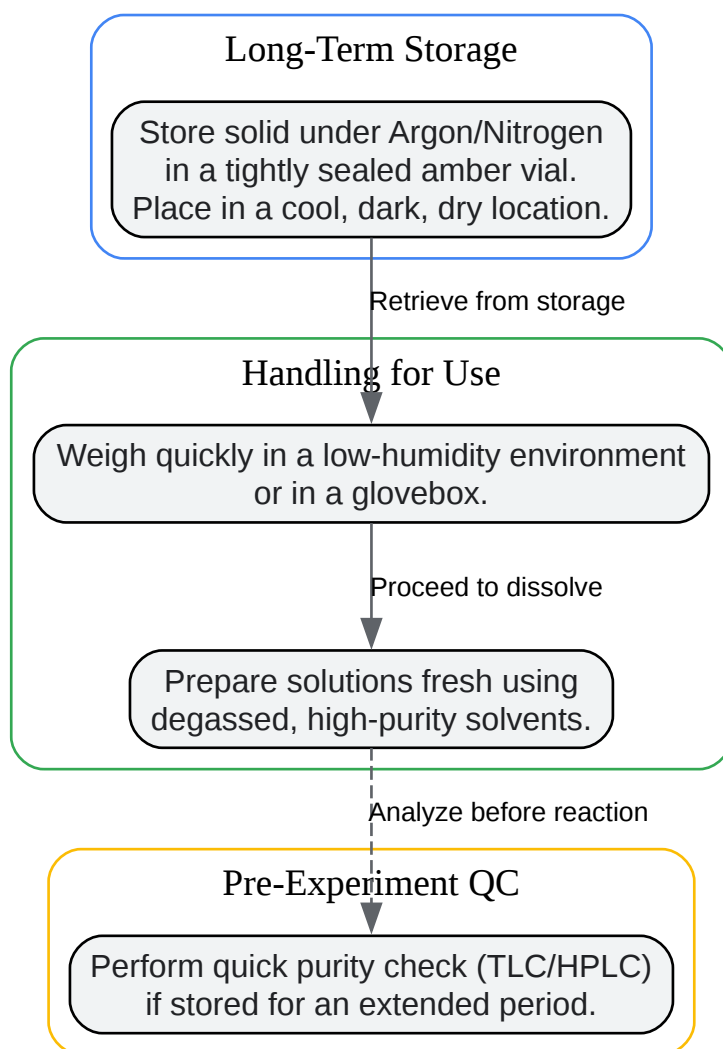 Long-Term Storage
Store solid under Argon/Nitrogen
in a tightly sealed amber vial.
Place in a cool, dark, dry location.
Retrieve from storage
Handling for Use
Weigh quickly in a low-humidity environment
or in a glovebox.
Proceed to dissolve
Prepare solutions fresh using
degassed, high-purity solvents.
Analyze before reaction
Pre-Experiment QC
Perform quick purity check (TLC/HPLC)
if stored for an extended period.